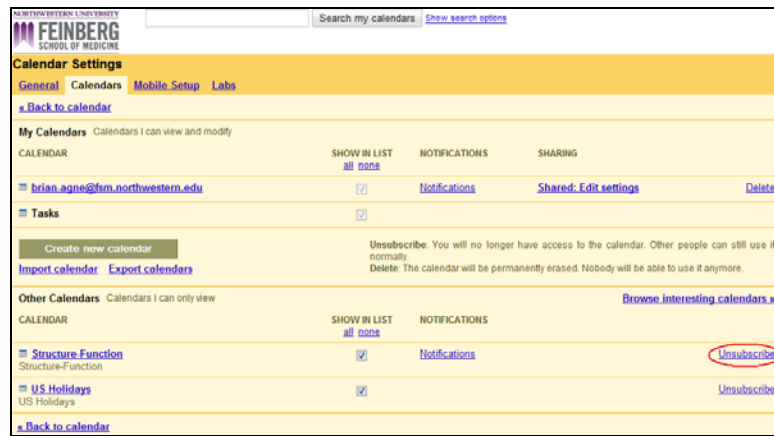 NORTHWESTERN UNIVERSITY
FEINBERG
SCHOOL OF MEDICINE
Search my calendars Show search options
Calendar Settings
General Calendars Mobile Setup Labs
« Back to calendar
My Calendars Calendars I can view and modify
CALENDAR SHOW IN LIST NOTIFICATIONS SHARING
all none
brian.agne@fsm.northwestern.edu Notifications Shared: Edit settings Delete
Tasks
Create new calendar
Import calendar Export calendars
Unsubscribe: You will no longer have access to the calendar. Other people can still use it
normally.
Delete: The calendar will be permanently erased. Nobody will be able to use it anymore.
Other Calendars Calendars I can only view Browse interesting calendars »
CALENDAR SHOW IN LIST NOTIFICATIONS
all none
Structure-Function Notifications Unsubscribe
Structure-Function
US Holidays Unsubscribe
US Holidays
« Back to calendar